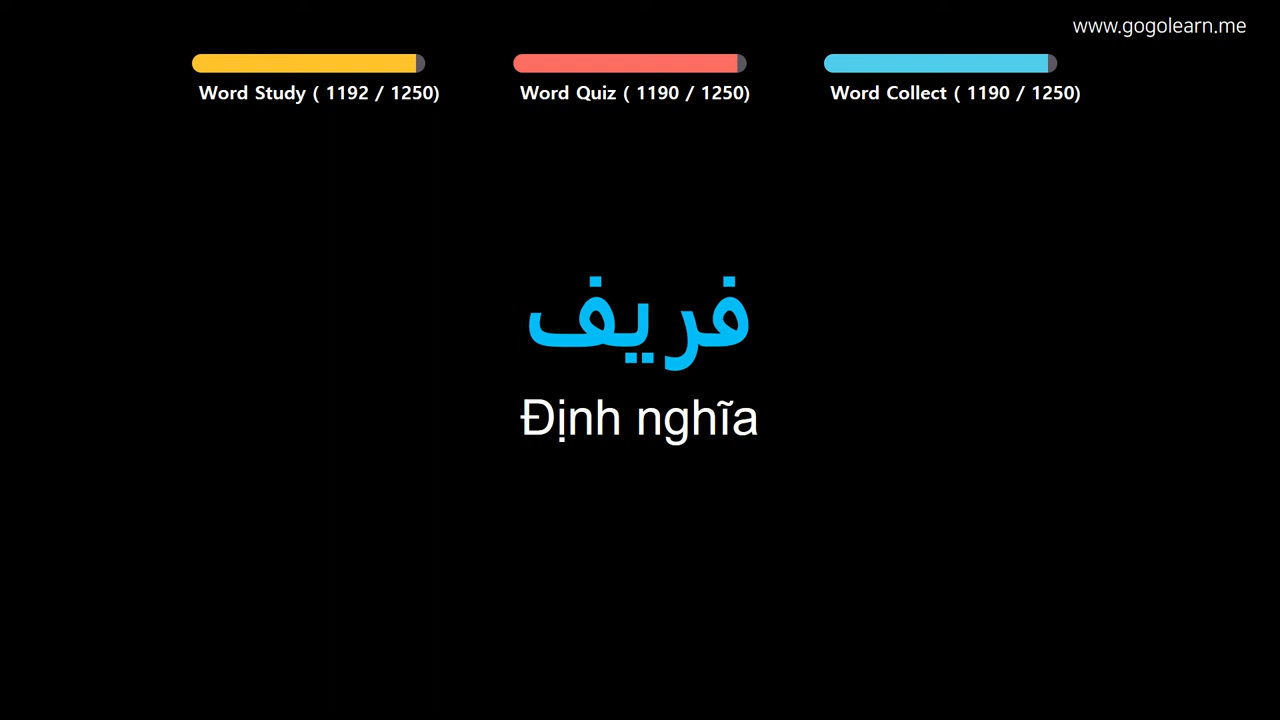 www.gogolearn.me
Word Study ( 1192 / 1250)
Word Quiz ( 1190 / 1250)
Word Collect ( 1190 / 1250)
فريف
Định nghĩa